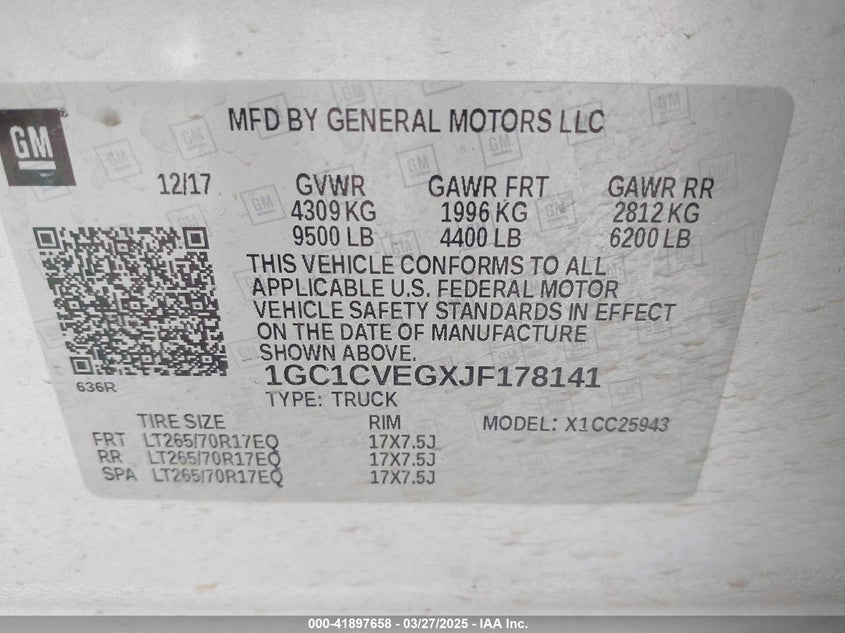 GM
MFD BY GENERAL MOTORS LLC
12/17 GVWR GAWR FRT GAWR RR
4309 KG 1996 KG 2812 KG
9500 LB 4400 LB 6200 LB
THIS VEHICLE CONFORMS TO ALL
APPLICABLE U.S. FEDERAL MOTOR
VEHICLE SAFETY STANDARDS IN EFFECT
ON THE DATE OF MANUFACTURE
SHOWN ABOVE.
636R
1GC1CVEGXJF178141
TYPE: TRUCK
TIRE SIZE RIM MODEL: X1CC25943
FRT LT265/70R17EQ 17X7.5J
RR LT265/70R17EQ 17X7.5J
SPA LT265/70R17EQ 17X7.5J
000-41897658 - 03/27/2025 - IAA Inc.